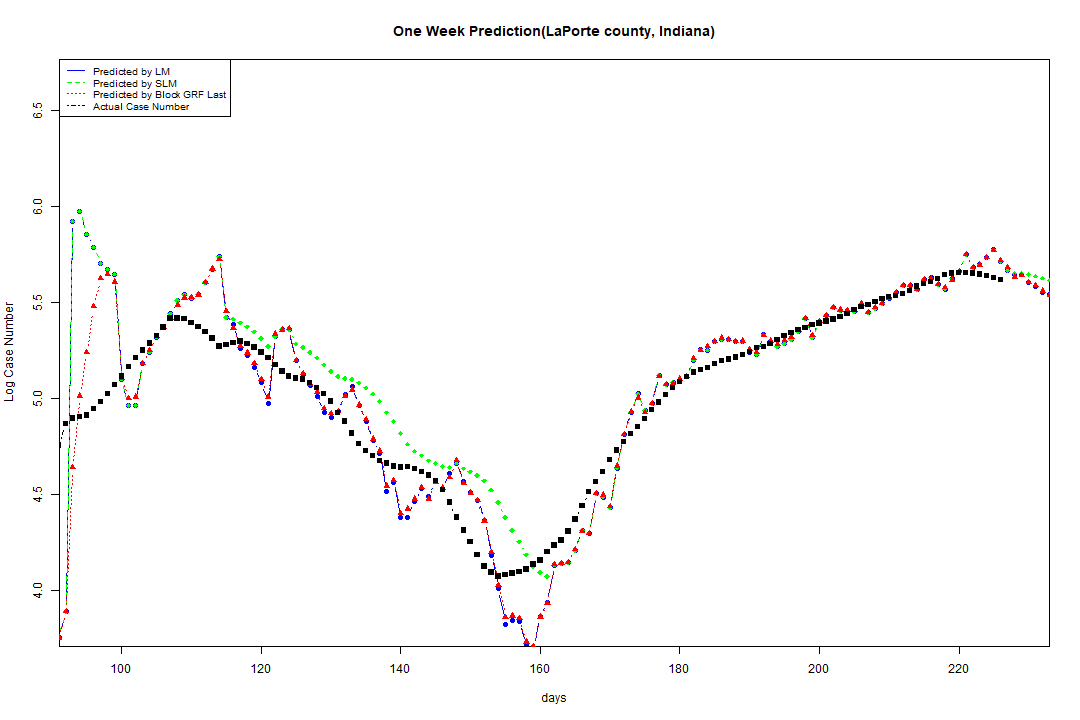 One Week Prediction(LaPorte county, Indiana)
Predicted by LM
Predicted by SLM
Predicted by Block GRF Last
Actual Case Number
6.5
6.0
5.5
5.0
4.5
4.0
Log Case Number
100 120 140 160 180 200 220
days